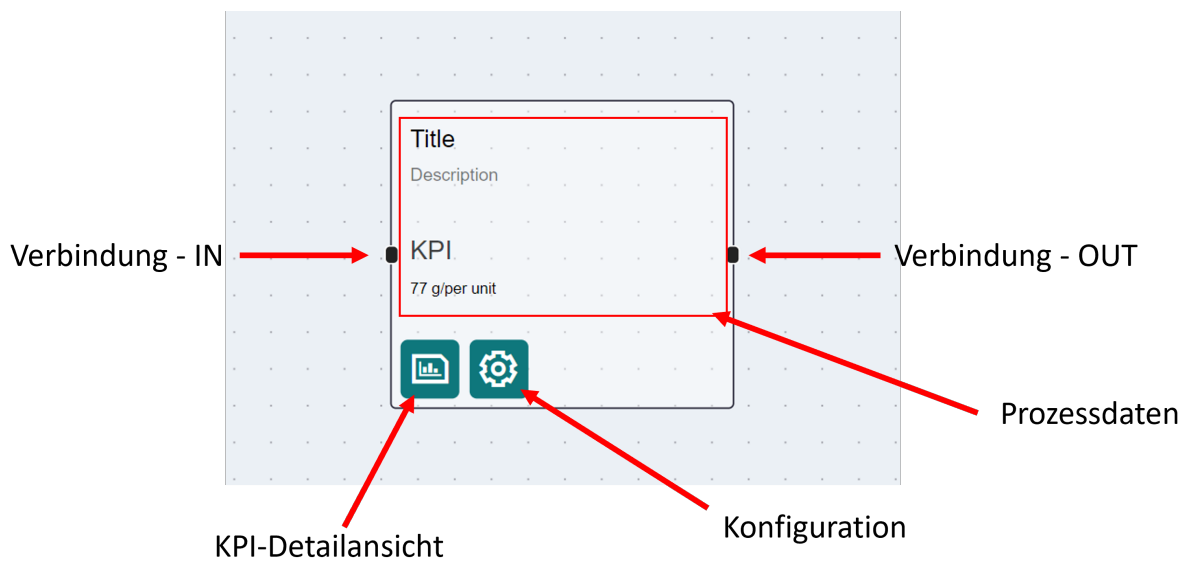 Title
Description
Verbindung - IN
KPI
Verbindung - OUT
77 g/per unit
Prozessdaten
Konfiguration
KPI-Detailansicht